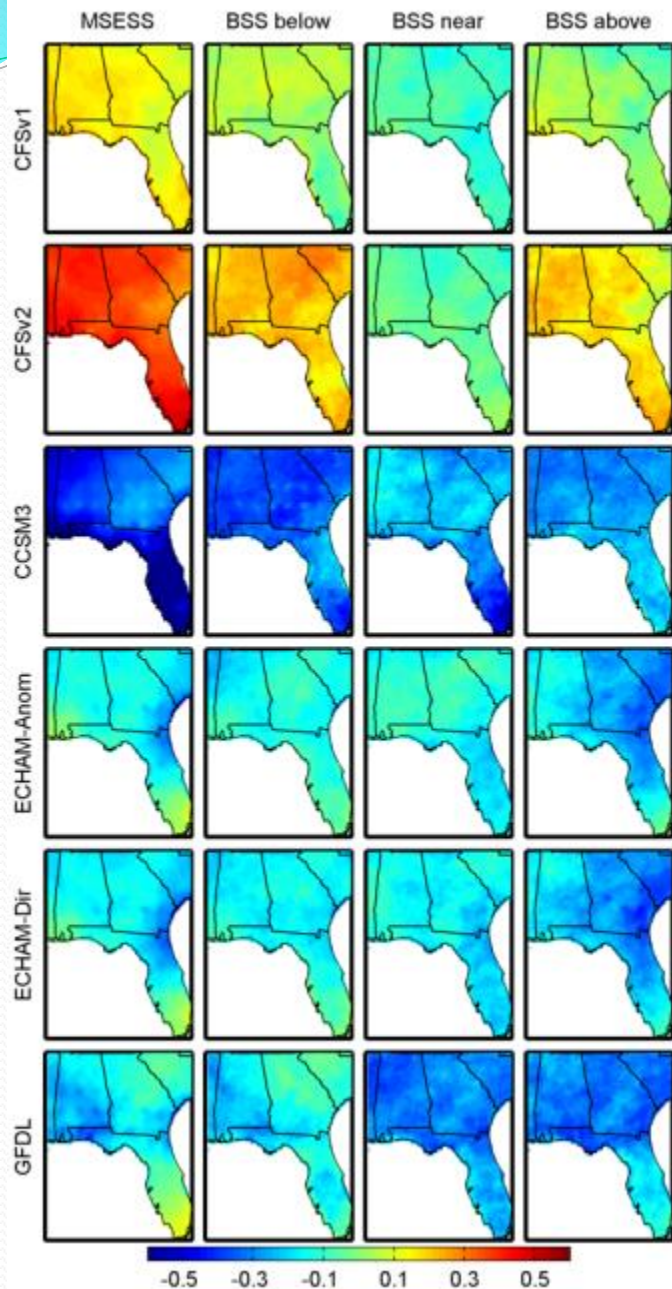 MSESS BSS below BSS near BSS above
CFSv1
CFSv2
CCSM3
ECHAM-Anom
ECHAM-Dir
GFDL
-0.5 -0.3 -0.1 0.1 0.3 0.5